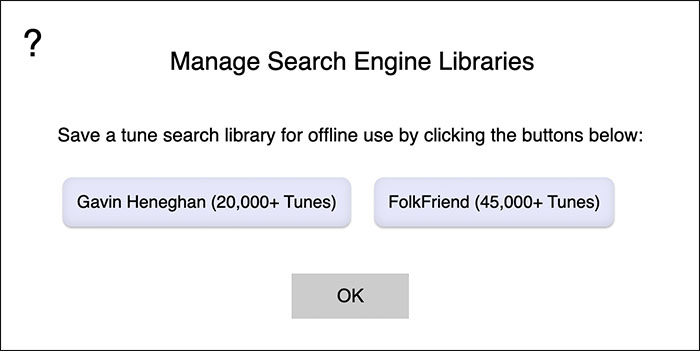 ?
Manage Search Engine Libraries
Save a tune search library for offline use by clicking the buttons below:
Gavin Heneghan (20,000+ Tunes) FolkFriend (45,000+ Tunes)
OK